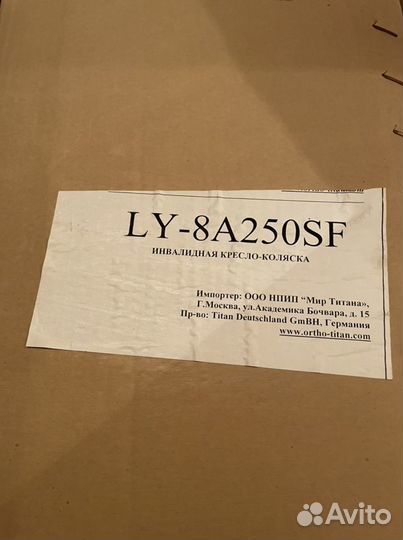 LY-8A250SF
ИНВАЛИДНАЯ КРЕСЛО-КОЛЯСКА
Импортер: ООО НПИП “Мир Титана”,
Г.Москва, ул.Академика Бочвара, д. 15
Пр-во: Titan Deutschland GmBH, Германия
www.ortho-titan.com
Avito